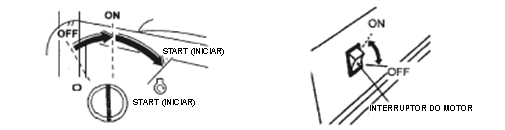 ON
OFF
START (INICIAR)
START (INICIAR)
ON
OFF
INTERRUPTOR DO MOTOR